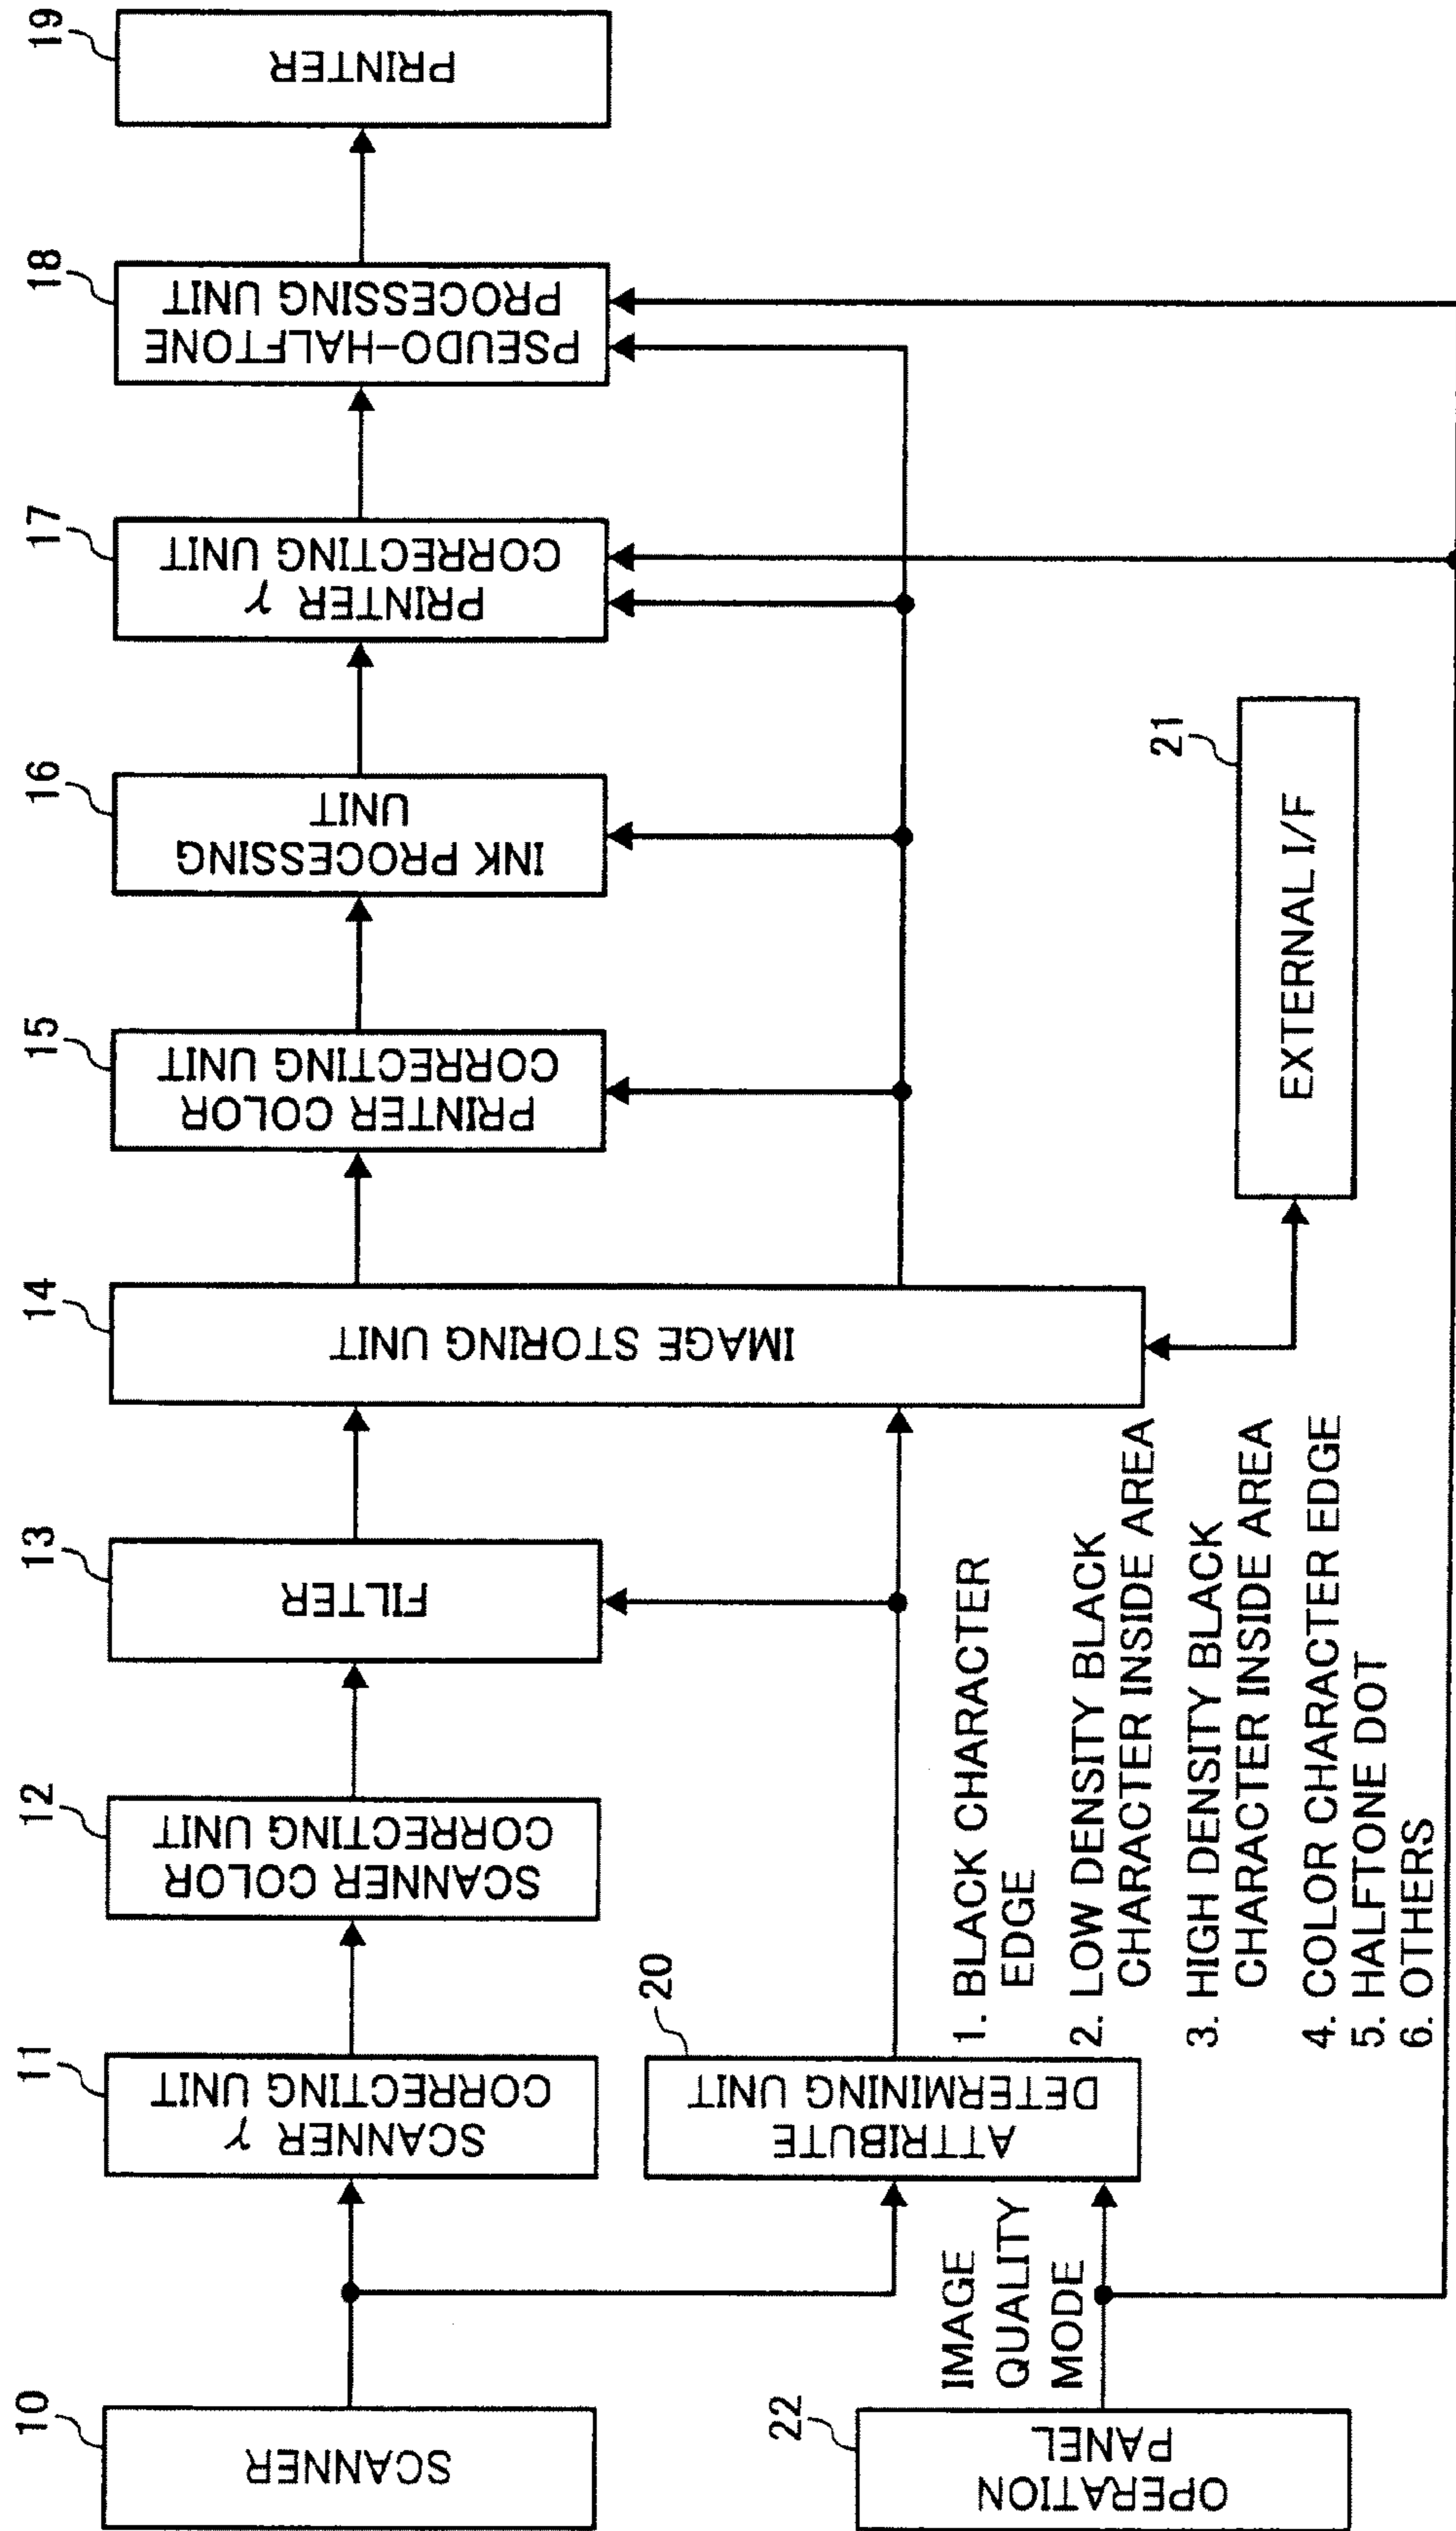 10
SCANNER
11
SCANNER γ
CORRECTING UNIT
12
SCANNER COLOR
CORRECTING UNIT
13
FILTER
14
IMAGE STORING UNIT
15
PRINTER COLOR
CORRECTING UNIT
16
INK PROCESSING
UNIT
17
PRINTER γ
CORRECTING UNIT
18
PSEUDO-HALFTONE
PROCESSING UNIT
19
PRINTER
20
ATTRIBUTE
DETERMINING UNIT
22
OPERATION
PANEL
IMAGE
QUALITY
MODE
1. BLACK CHARACTER
EDGE
2. LOW DENSITY BLACK
CHARACTER INSIDE AREA
3. HIGH DENSITY BLACK
CHARACTER INSIDE AREA
4. COLOR CHARACTER EDGE
5. HALFTONE DOT
6. OTHERS
21
EXTERNAL I/F